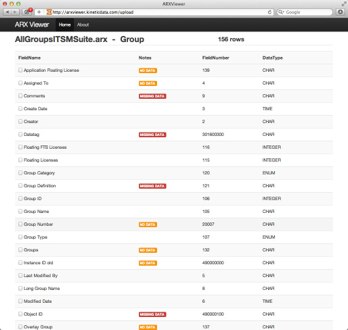 ARXViewer
http://arxviewer.kineticdata.com/upload
Google
ARX Viewer Home About
AllGroupsITSMSuite.arx - Group 156 rows
FieldName Notes FieldNumber DataType
Application Floating License NO DATA 109 CHAR
Assigned To NO DATA 4 CHAR
Comments MISSING DATA 9 CHAR
Create Date 3 TIME
Creator 2 CHAR
Datatag MISSING DATA 301600000 CHAR
Floating FTS Licenses 116 INTEGER
Floating Licenses 115 INTEGER
Group Category 120 ENUM
Group Definition MISSING DATA 121 CHAR
Group ID 106 INTEGER
Group Name 105 CHAR
Group Number NO DATA 20007 CHAR
Group Type 107 ENUM
Groups NO DATA 130 CHAR
Instance ID old NO DATA 490000000 CHAR
Last Modified By 5 CHAR
Long Group Name 8 CHAR
Modified Date 6 TIME
Object ID MISSING DATA 490000100 CHAR
Overlay Group NO DATA 137 CHAR